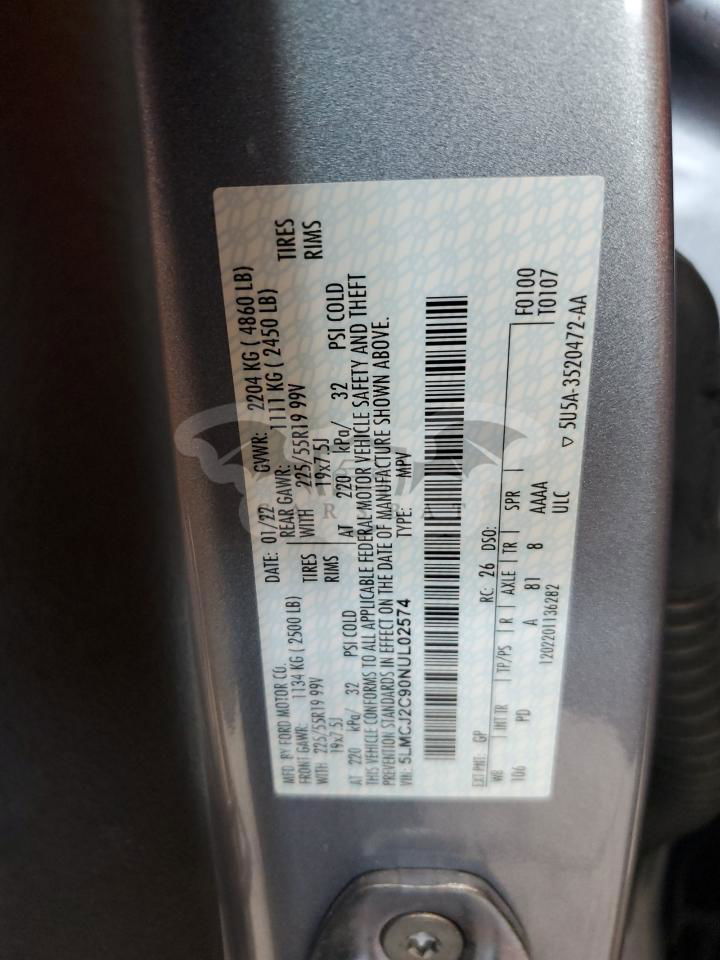 MFD. BY FORD MOTOR CO.
DATE: 01/22 GVWR: 2204 KG ( 4860 LB)
FRONT GAWR: 1134 KG ( 2500 LB) REAR GAWR: 1111 KG ( 2450 LB)
WITH 225/55R19 99V TIRES WITH 225/55R19 99V TIRES
19x7.5J RIMS 19x7.5J RIMS
AT 220 kPa/ 32 PSI COLD AT 220 kPa/ 32 PSI COLD
THIS VEHICLE CONFORMS TO ALL APPLICABLE FEDERAL MOTOR VEHICLE SAFETY AND THEFT
PREVENTION STANDARDS IN EFFECT ON THE DATE OF MANUFACTURE SHOWN ABOVE.
VIN: 5LMCJ2C90NUL02574 TYPE: MPV
EXT PNT: GP RC: 26 DSO: F0100
WB INT TR TP/PS R AXLE TR SPR T0107
106 PD A 81 8 AAAA
1202201136282 ULC
▽ 5U5A-3520472-AA